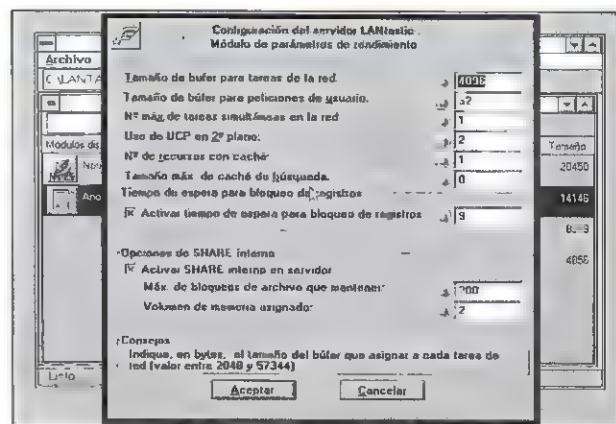 Configuración del servidor LANtastic
Módulo de parámetros de rendimiento
Archivo
C:\LANTA
Tamaño de bufer para tareas de la red. 4096
Tamaño de búfer para peticiones de usuario.
Nº máx de tareas simultáneas en la red 1
Uso de UCP en 2º plano: 2
Nº de recursos con caché 1
Tamaño máx de caché de búsqueda. 0
Tiempo de espera para bloqueo de registros
Activar tiempo de espera para bloqueo de registros 9
Opciones de SHARE interno
Activar SHARE interno en servidor
Máx. de bloqueos de archivo que mantener: 200
Volumen de memoria asignado: 2
Consejos
Indique, en bytes, el tamaño del búfer que asignar a cada tarea de
red (valor entre 2048 y 57344)
Aceptar Cancelar
Módulos dis
Tamaño
20450
14146
4856
Listo